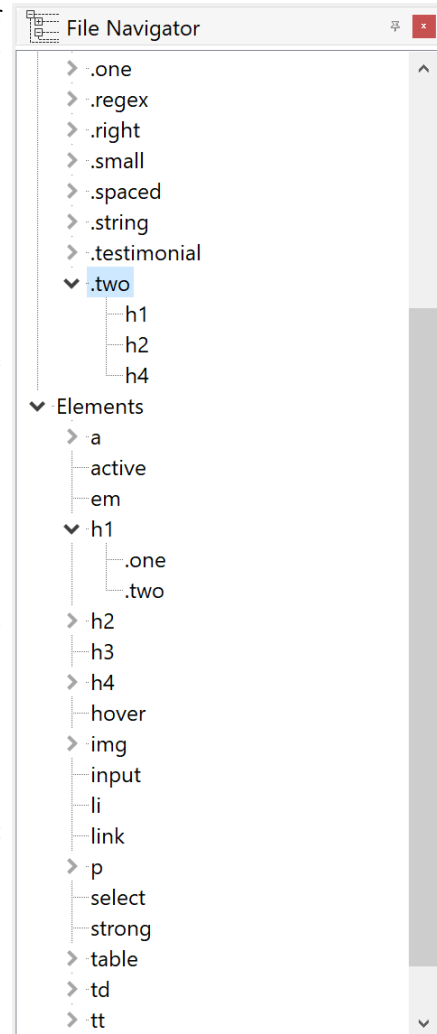 File Navigator
.one
.regex
.right
.small
.spaced
.string
.testimonial
.two
h1
h2
h4
Elements
a
active
em
h1
.one
.two
h2
h3
h4
hover
img
input
li
link
p
select
strong
table
td
tt